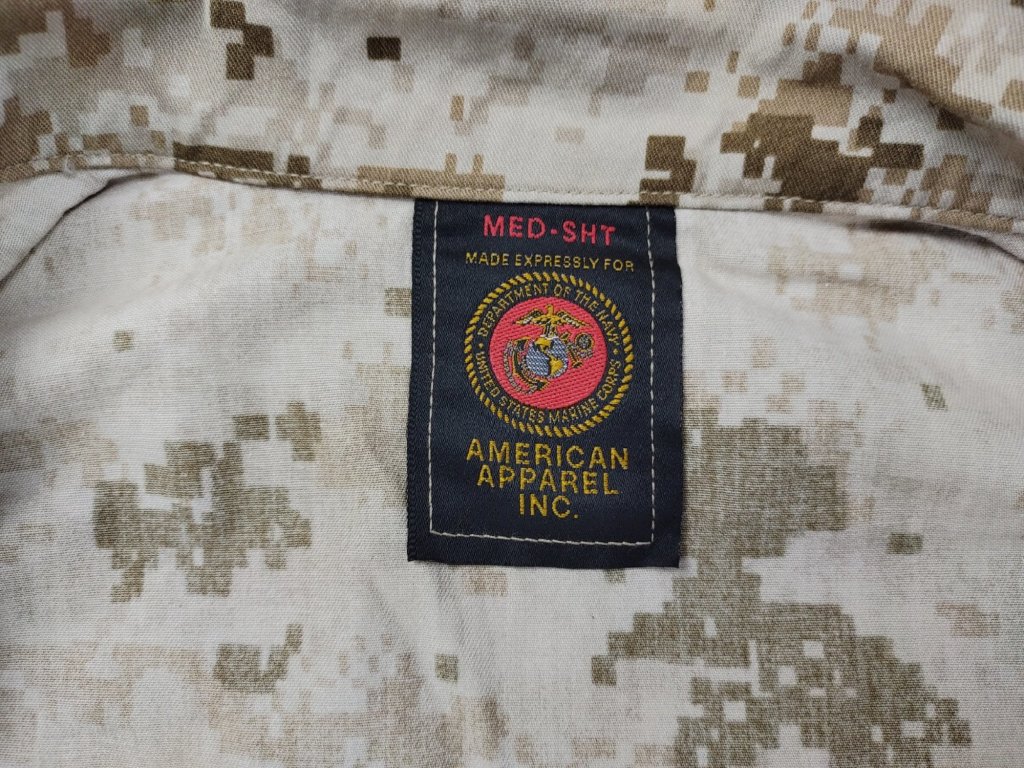 MED-SHT
MADE EXPRESSLY FOR
DEPARTMENT OF THE NAVY
UNITED STATES MARINE CORPS
AMERICAN
APPAREL
INC.